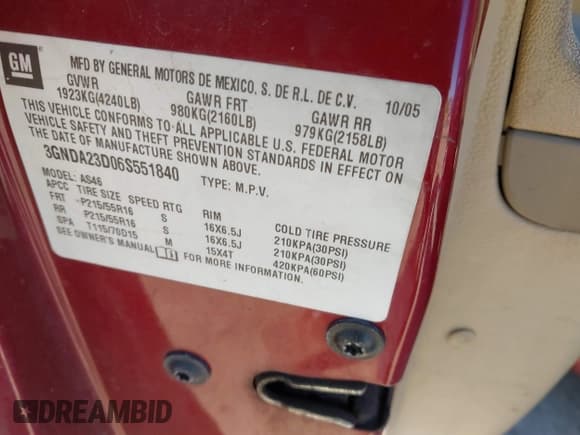 GM
MFD BY GENERAL MOTORS DE MEXICO, S. DE R.L. DE C.V. 10/05
GVWR GAWR FRT GAWR RR
1923KG(4240LB) 980KG(2160LB) 979KG(2158LB)
THIS VEHICLE CONFORMS TO ALL APPLICABLE U.S. FEDERAL MOTOR
VEHICLE SAFETY AND THEFT PREVENTION STANDARDS IN EFFECT ON
THE DATE OF MANUFACTURE SHOWN ABOVE.
3GNDA23D06S551840 TYPE: M.P.V.
MODEL: AS46
APCC TIRE SIZE SPEED RTG RIM COLD TIRE PRESSURE
FRT P215/55R16 S 16X6.5J 210KPA(30PSI)
RR P215/55R16 S 16X6.5J 210KPA(30PSI)
SPA T115/70D15 M 15X4T 420KPA(60PSI)
SEE OWNER'S MANUAL FOR MORE INFORMATION.
DREAMBID